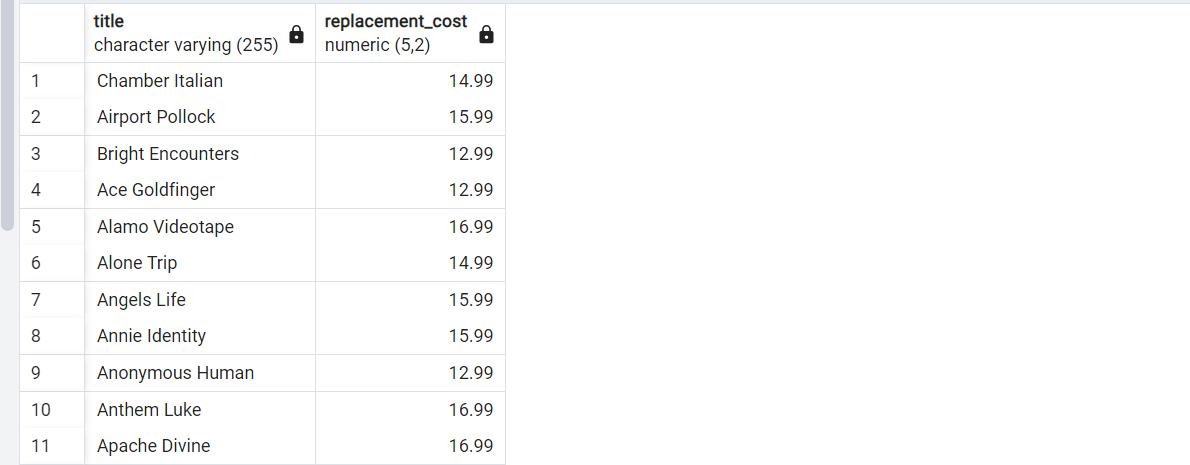 title replacement_cost
character varying (255) numeric (5,2)
1 Chamber Italian 14.99
2 Airport Pollock 15.99
3 Bright Encounters 12.99
4 Ace Goldfinger 12.99
5 Alamo Videotape 16.99
6 Alone Trip 14.99
7 Angels Life 15.99
8 Annie Identity 15.99
9 Anonymous Human 12.99
10 Anthem Luke 16.99
11 Apache Divine 16.99